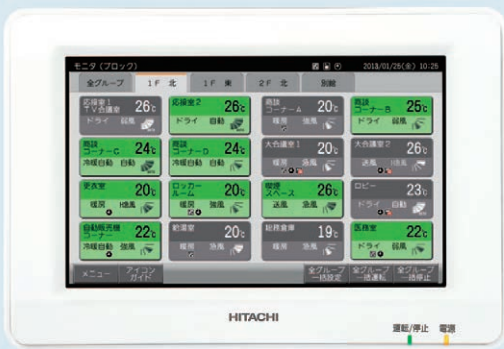 モニタ (ブロック)
2013/01/25(金) 10:25
全グループ
1F 北
1F 東
2F 北
別館
応接室1
TV会議室
26℃
ドライ 弱風
応接室2
26℃
ドライ 自動
商談
コーナーA
20℃
暖房 急風
商談
コーナーB
25℃
ドライ 弱風
商談
コーナーC
24℃
冷暖自動 自動
商談
コーナーD
24℃
冷暖自動 自動
大会議室1
20℃
暖房 急風
大会議室2
26℃
送風
更衣室
20℃
暖房
ロッカー
ルーム
20℃
暖房 強風
喫煙
スペース
26℃
送風 急風
ロビー
23℃
ドライ 自動
自動販売機
コーナー
22℃
冷暖自動 強風
給湯室
20℃
暖房 急風
総務倉庫
19℃
暖房 急風
医務室
22℃
ドライ 弱風
メニュー
アイコン
ガイド
全グループ
一括設定
全グループ
一括運転
全グループ
一括停止
HITACHI
運転/停止 電源